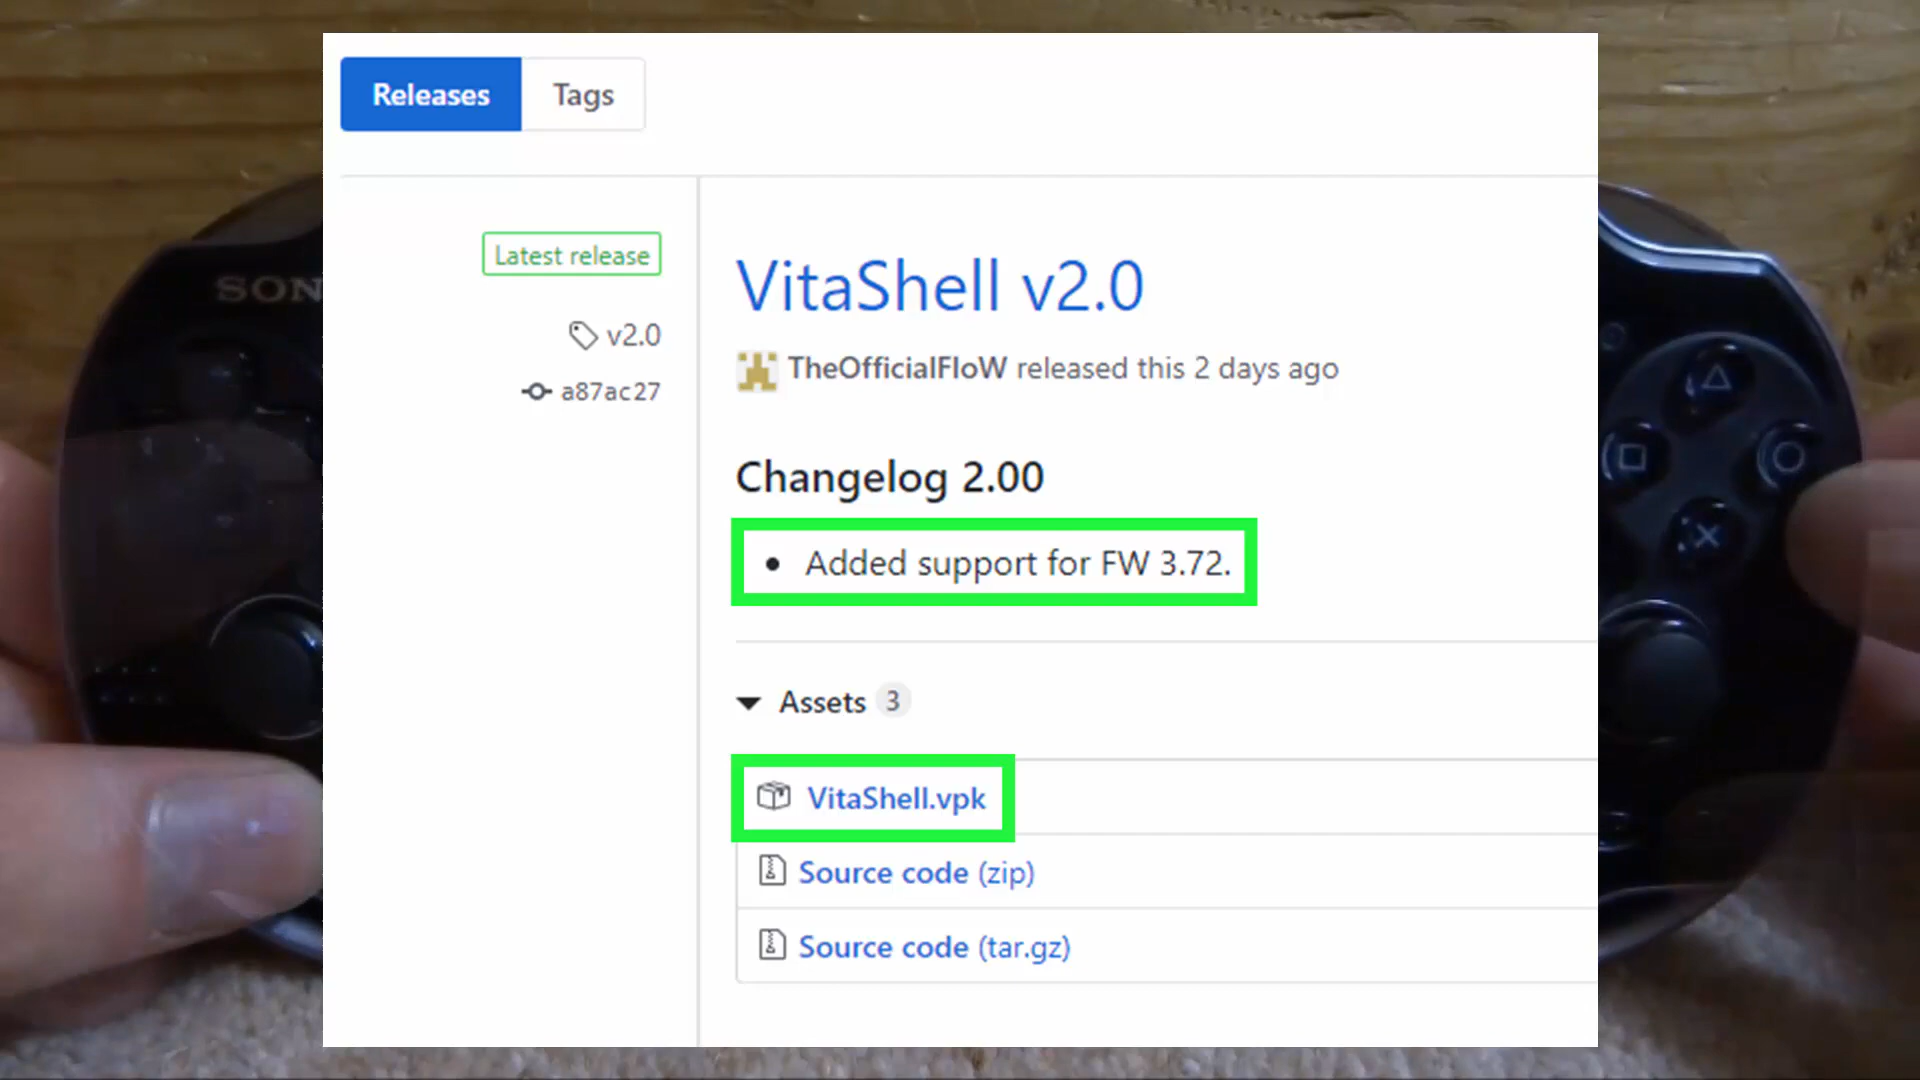 Releases
Tags
Latest release
v2.0
a87ac27
VitaShell v2.0
TheOfficialFloW released this 2 days ago
Changelog 2.00
• Added support for FW 3.72.
Assets 3
VitaShell.vpk
Source code (zip)
Source code (tar.gz)
SON